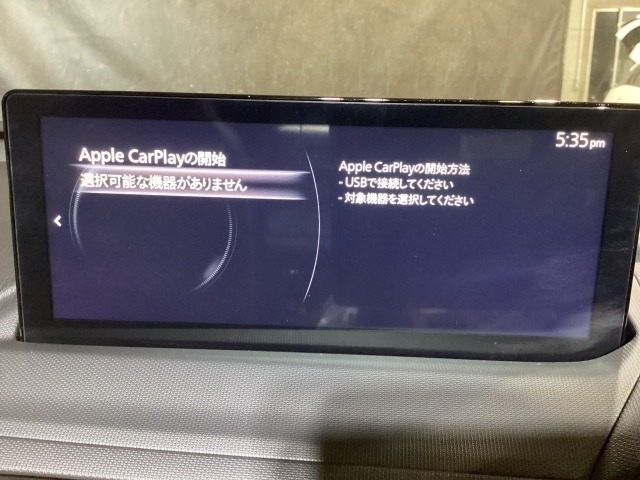 5:35pm
Apple CarPlayの開始
選択可能な機器がありません
Apple CarPlayの開始方法
- USBで接続してください
- 対象機器を選択してください